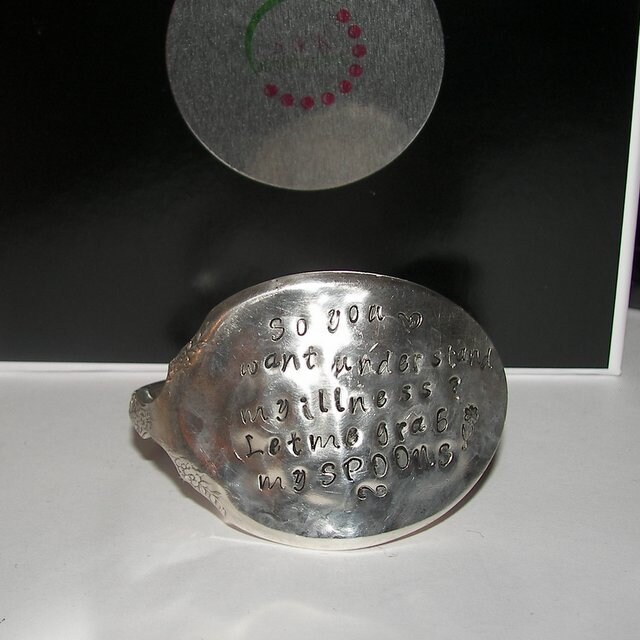 So you
want understand
my illness?
Let me graB
my SPOONS